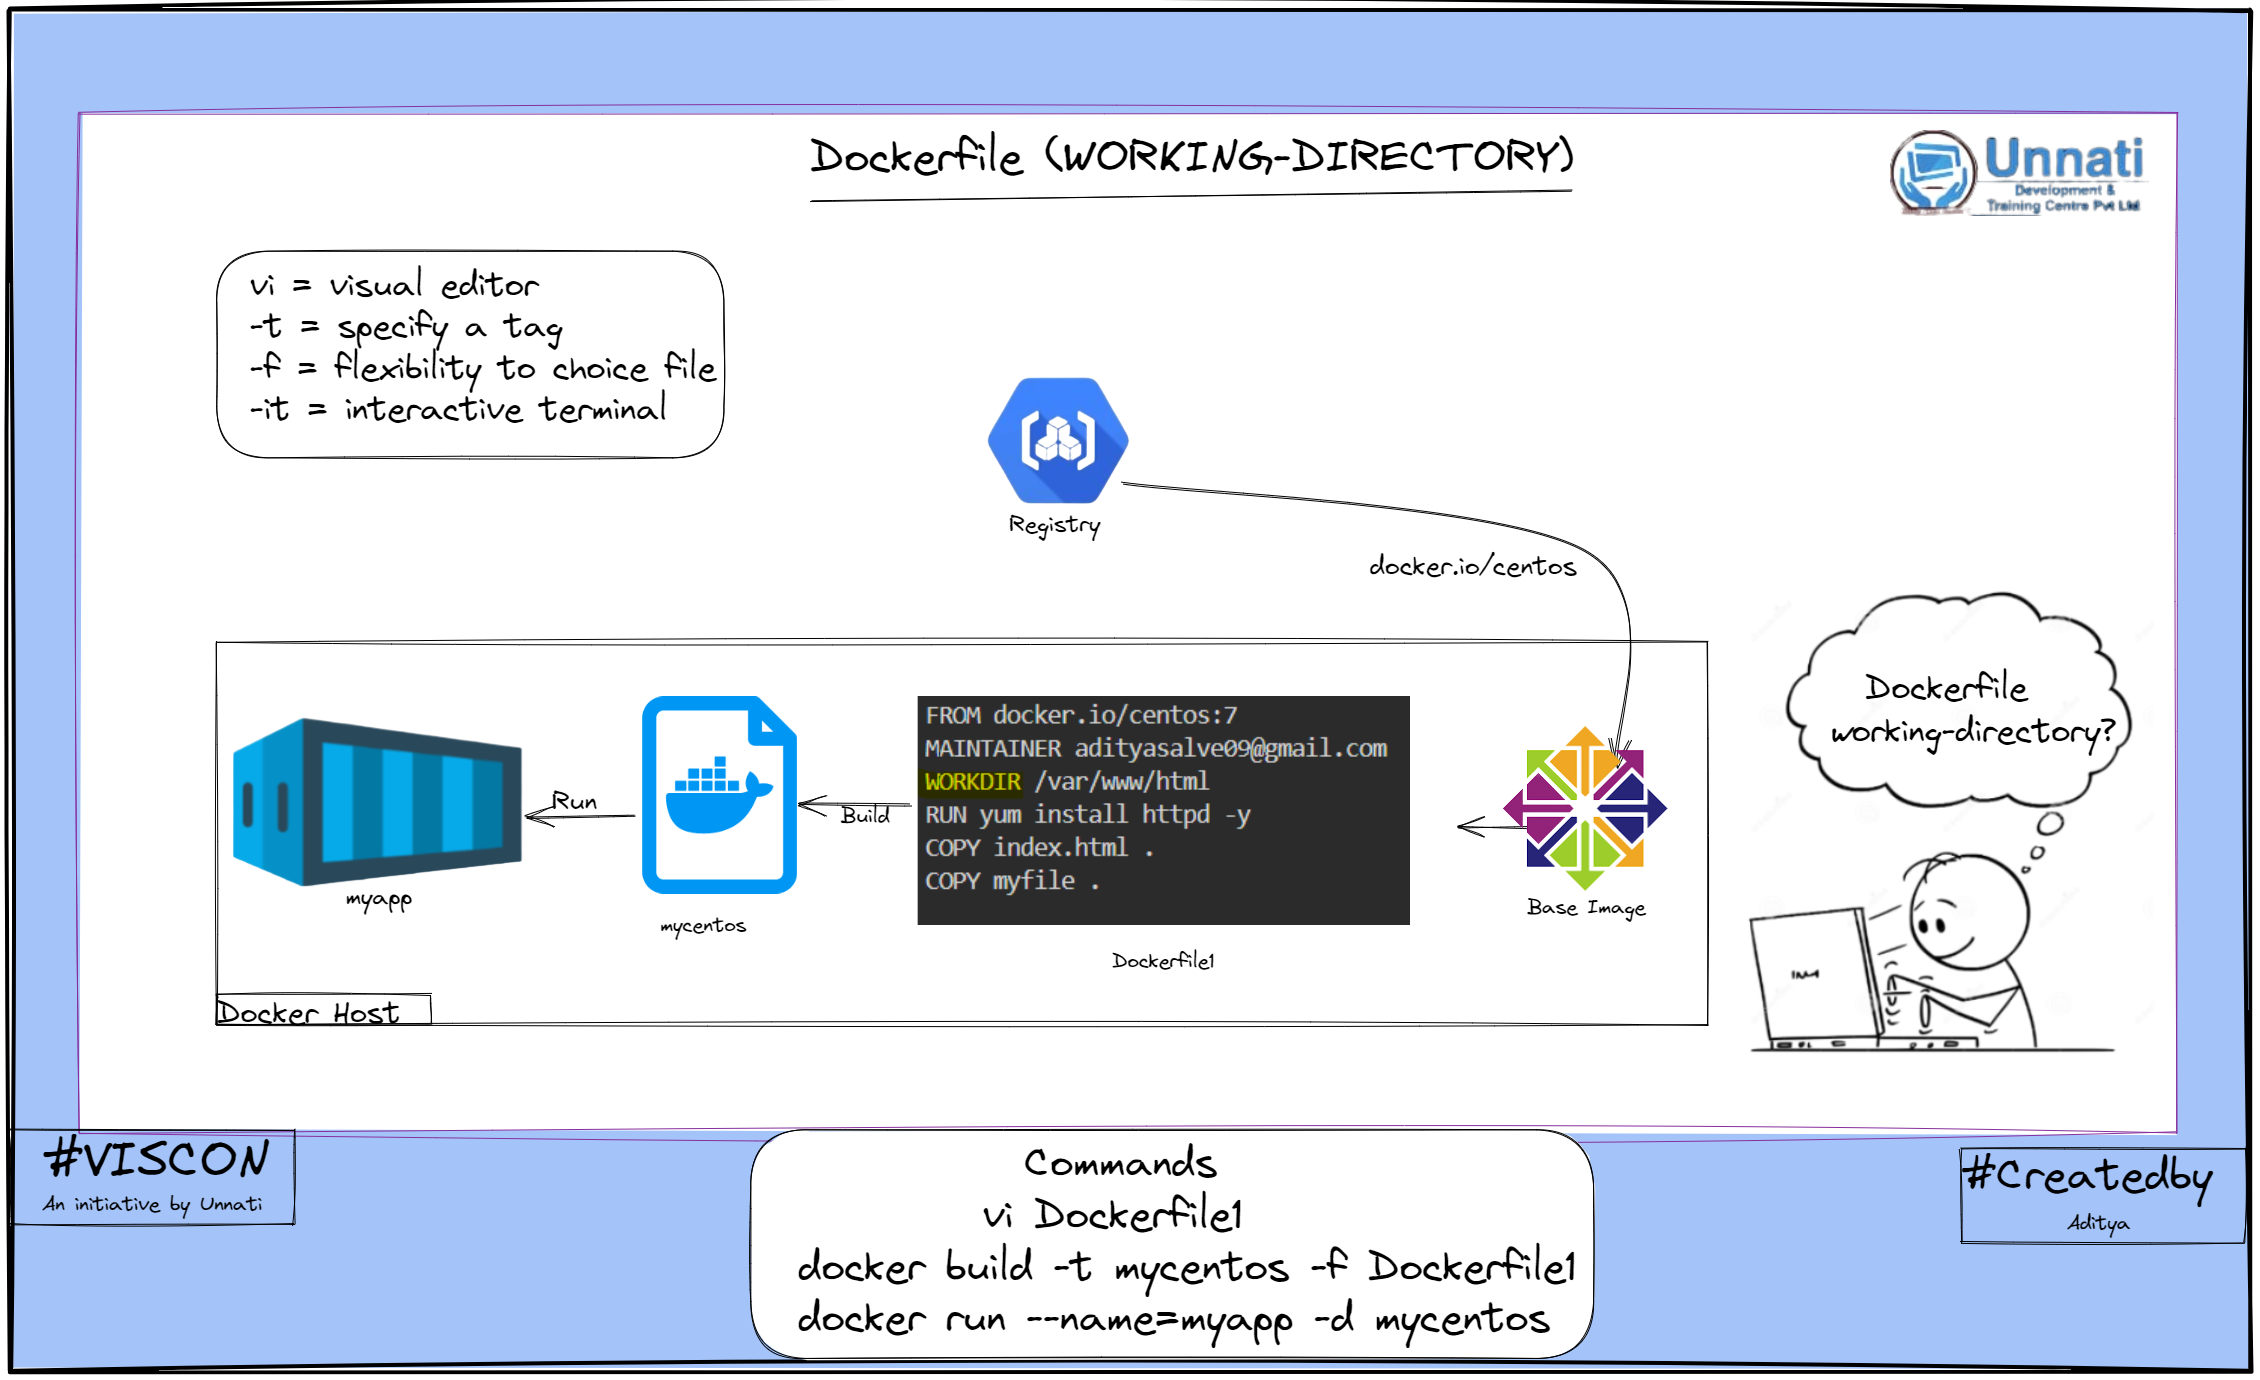 Dockerfile (WORKING-DIRECTORY)
Unnati
Development &
Training Centre Pvt Ltd
vi = visual editor
-t = specify a tag
-f = flexibility to choice file
-it = interactive terminal
Registry
docker.io/centos
Dockerfile
working-directory?
FROM docker.io/centos:7
MAINTAINER adityasalve09@gmail.com
WORKDIR /var/www/html
RUN yum install httpd -y
COPY index.html .
COPY myfile .
Run
Build
myapp
mycentos
Dockerfile1
Base Image
Docker Host
#VISCON
An initiative by Unnati
Commands
vi Dockerfile1
docker build -t mycentos -f Dockerfile1
docker run --name=myapp -d mycentos
#Createdby
Aditya